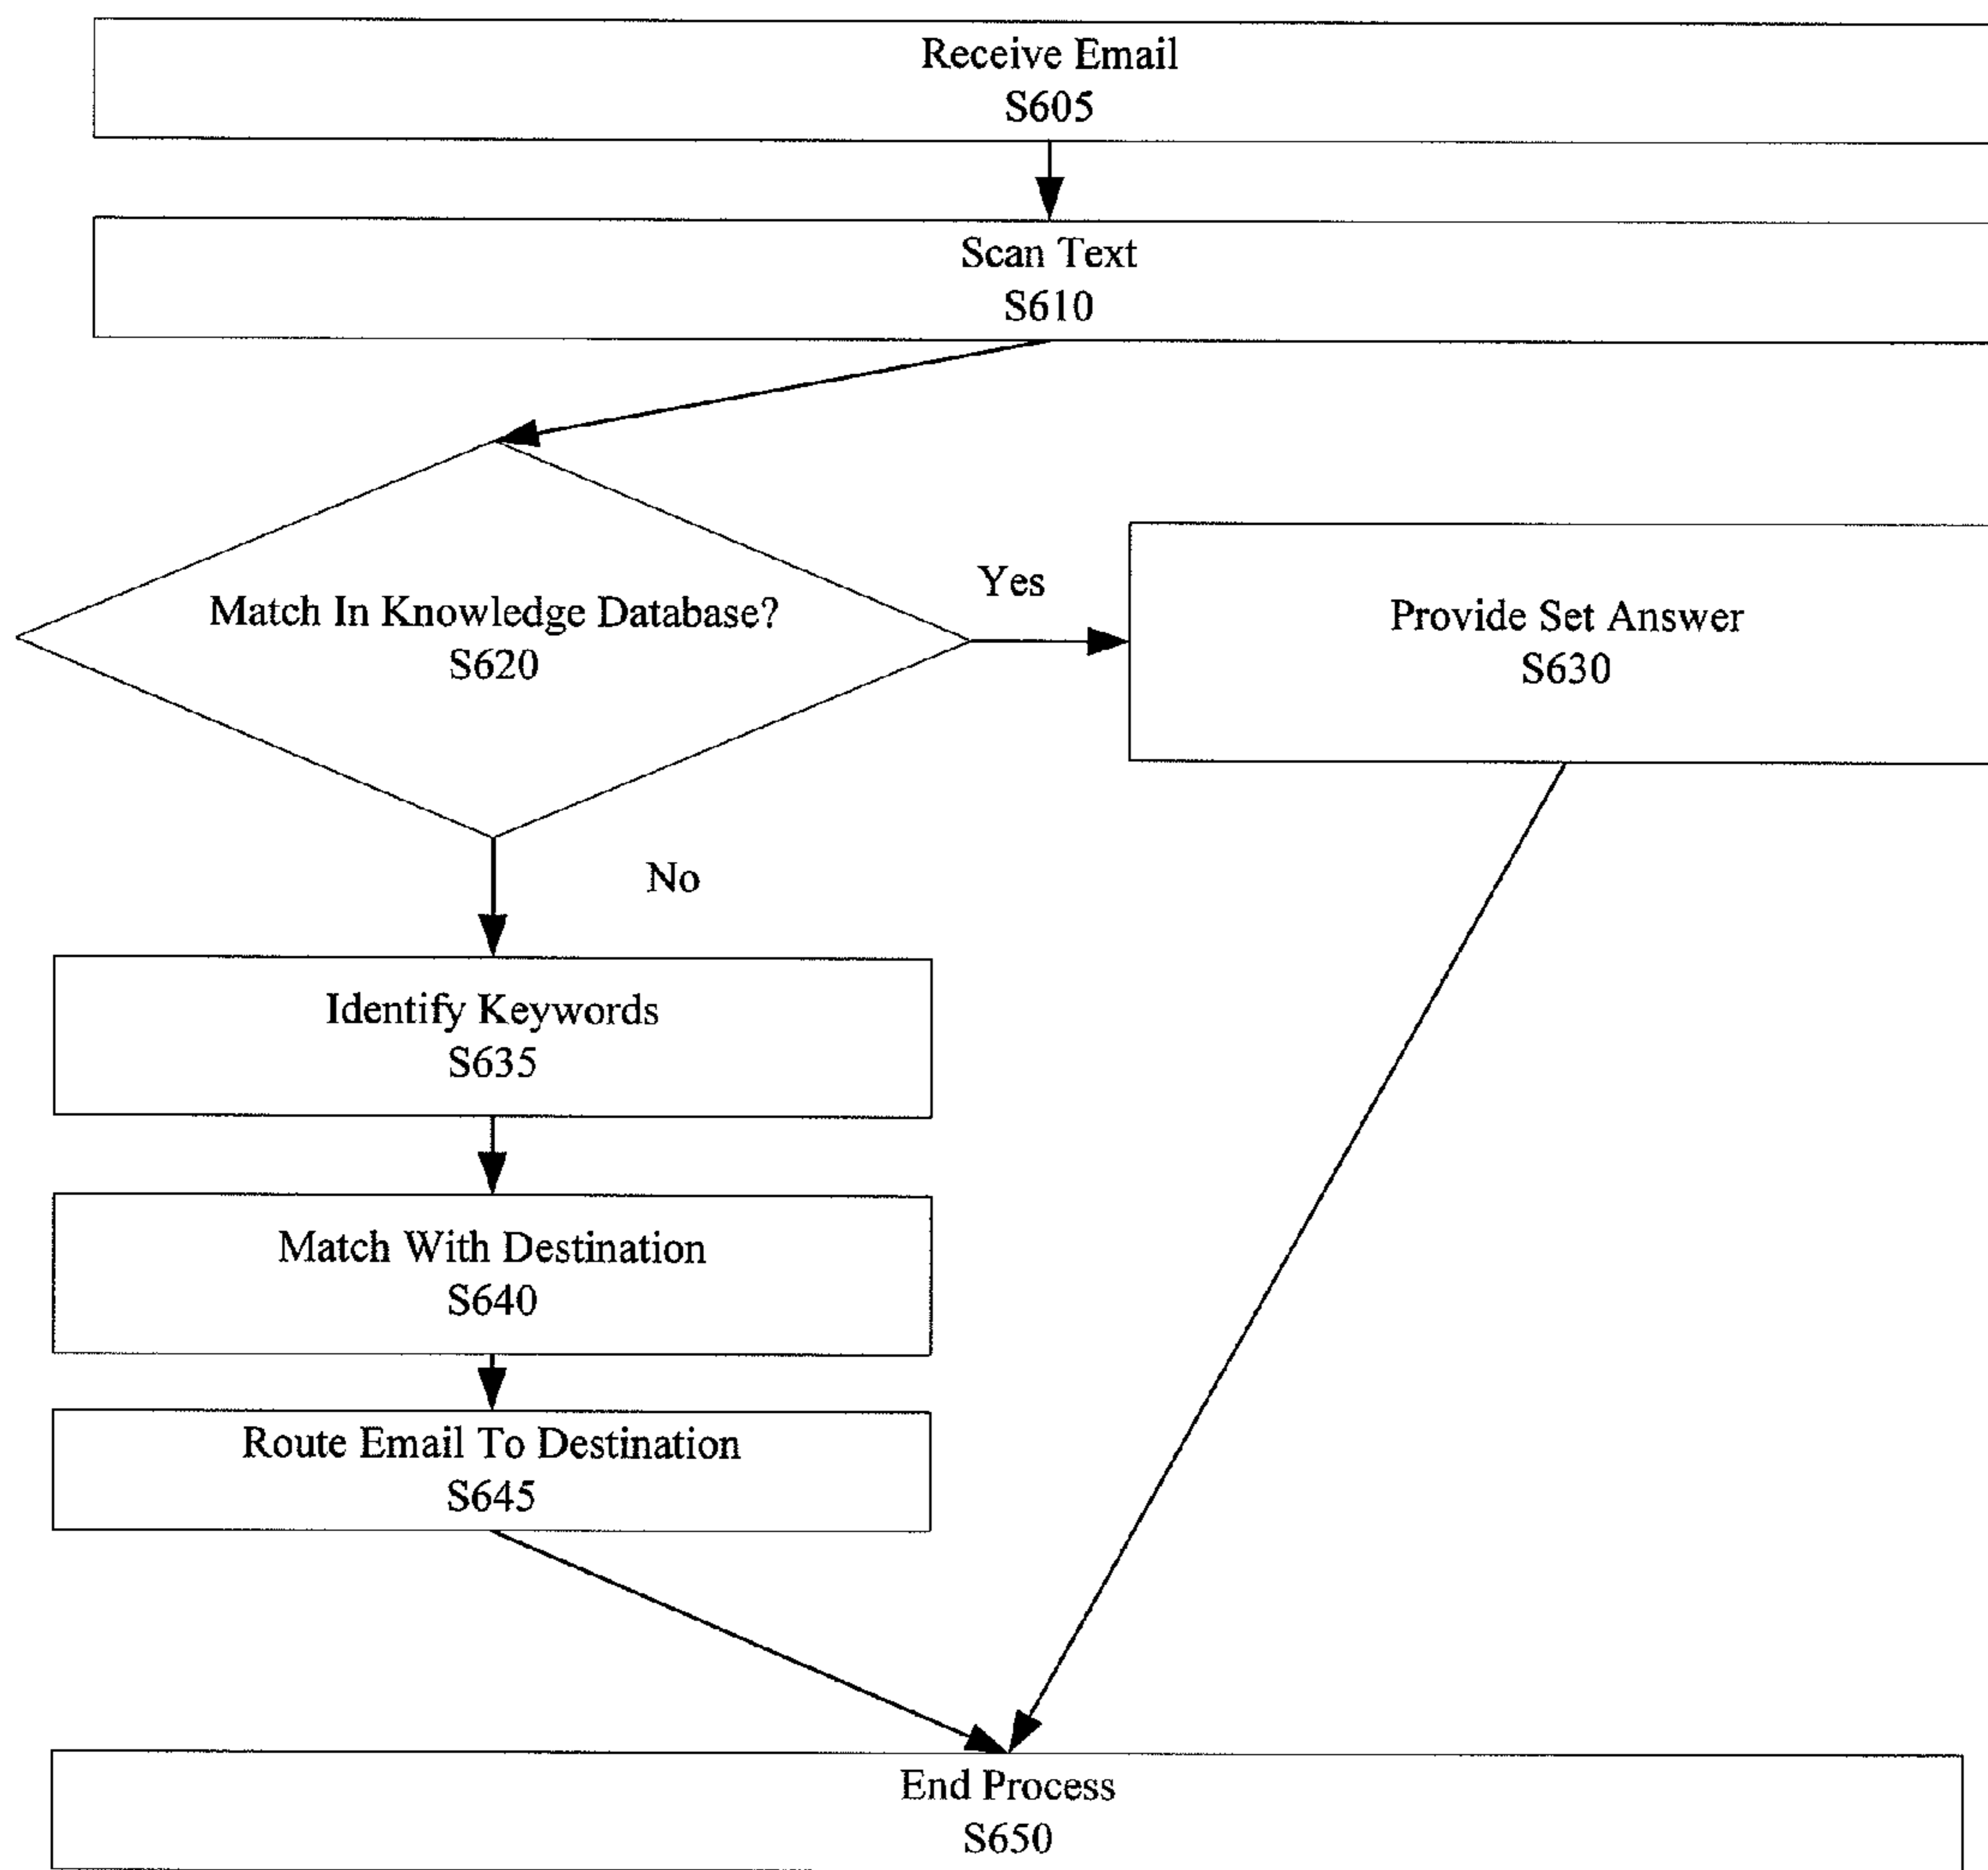 Receive Email
S605
Scan Text
S610
Match In Knowledge Database?
S620
Yes
Provide Set Answer
S630
No
Identify Keywords
S635
Match With Destination
S640
Route Email To Destination
S645
End Process
S650